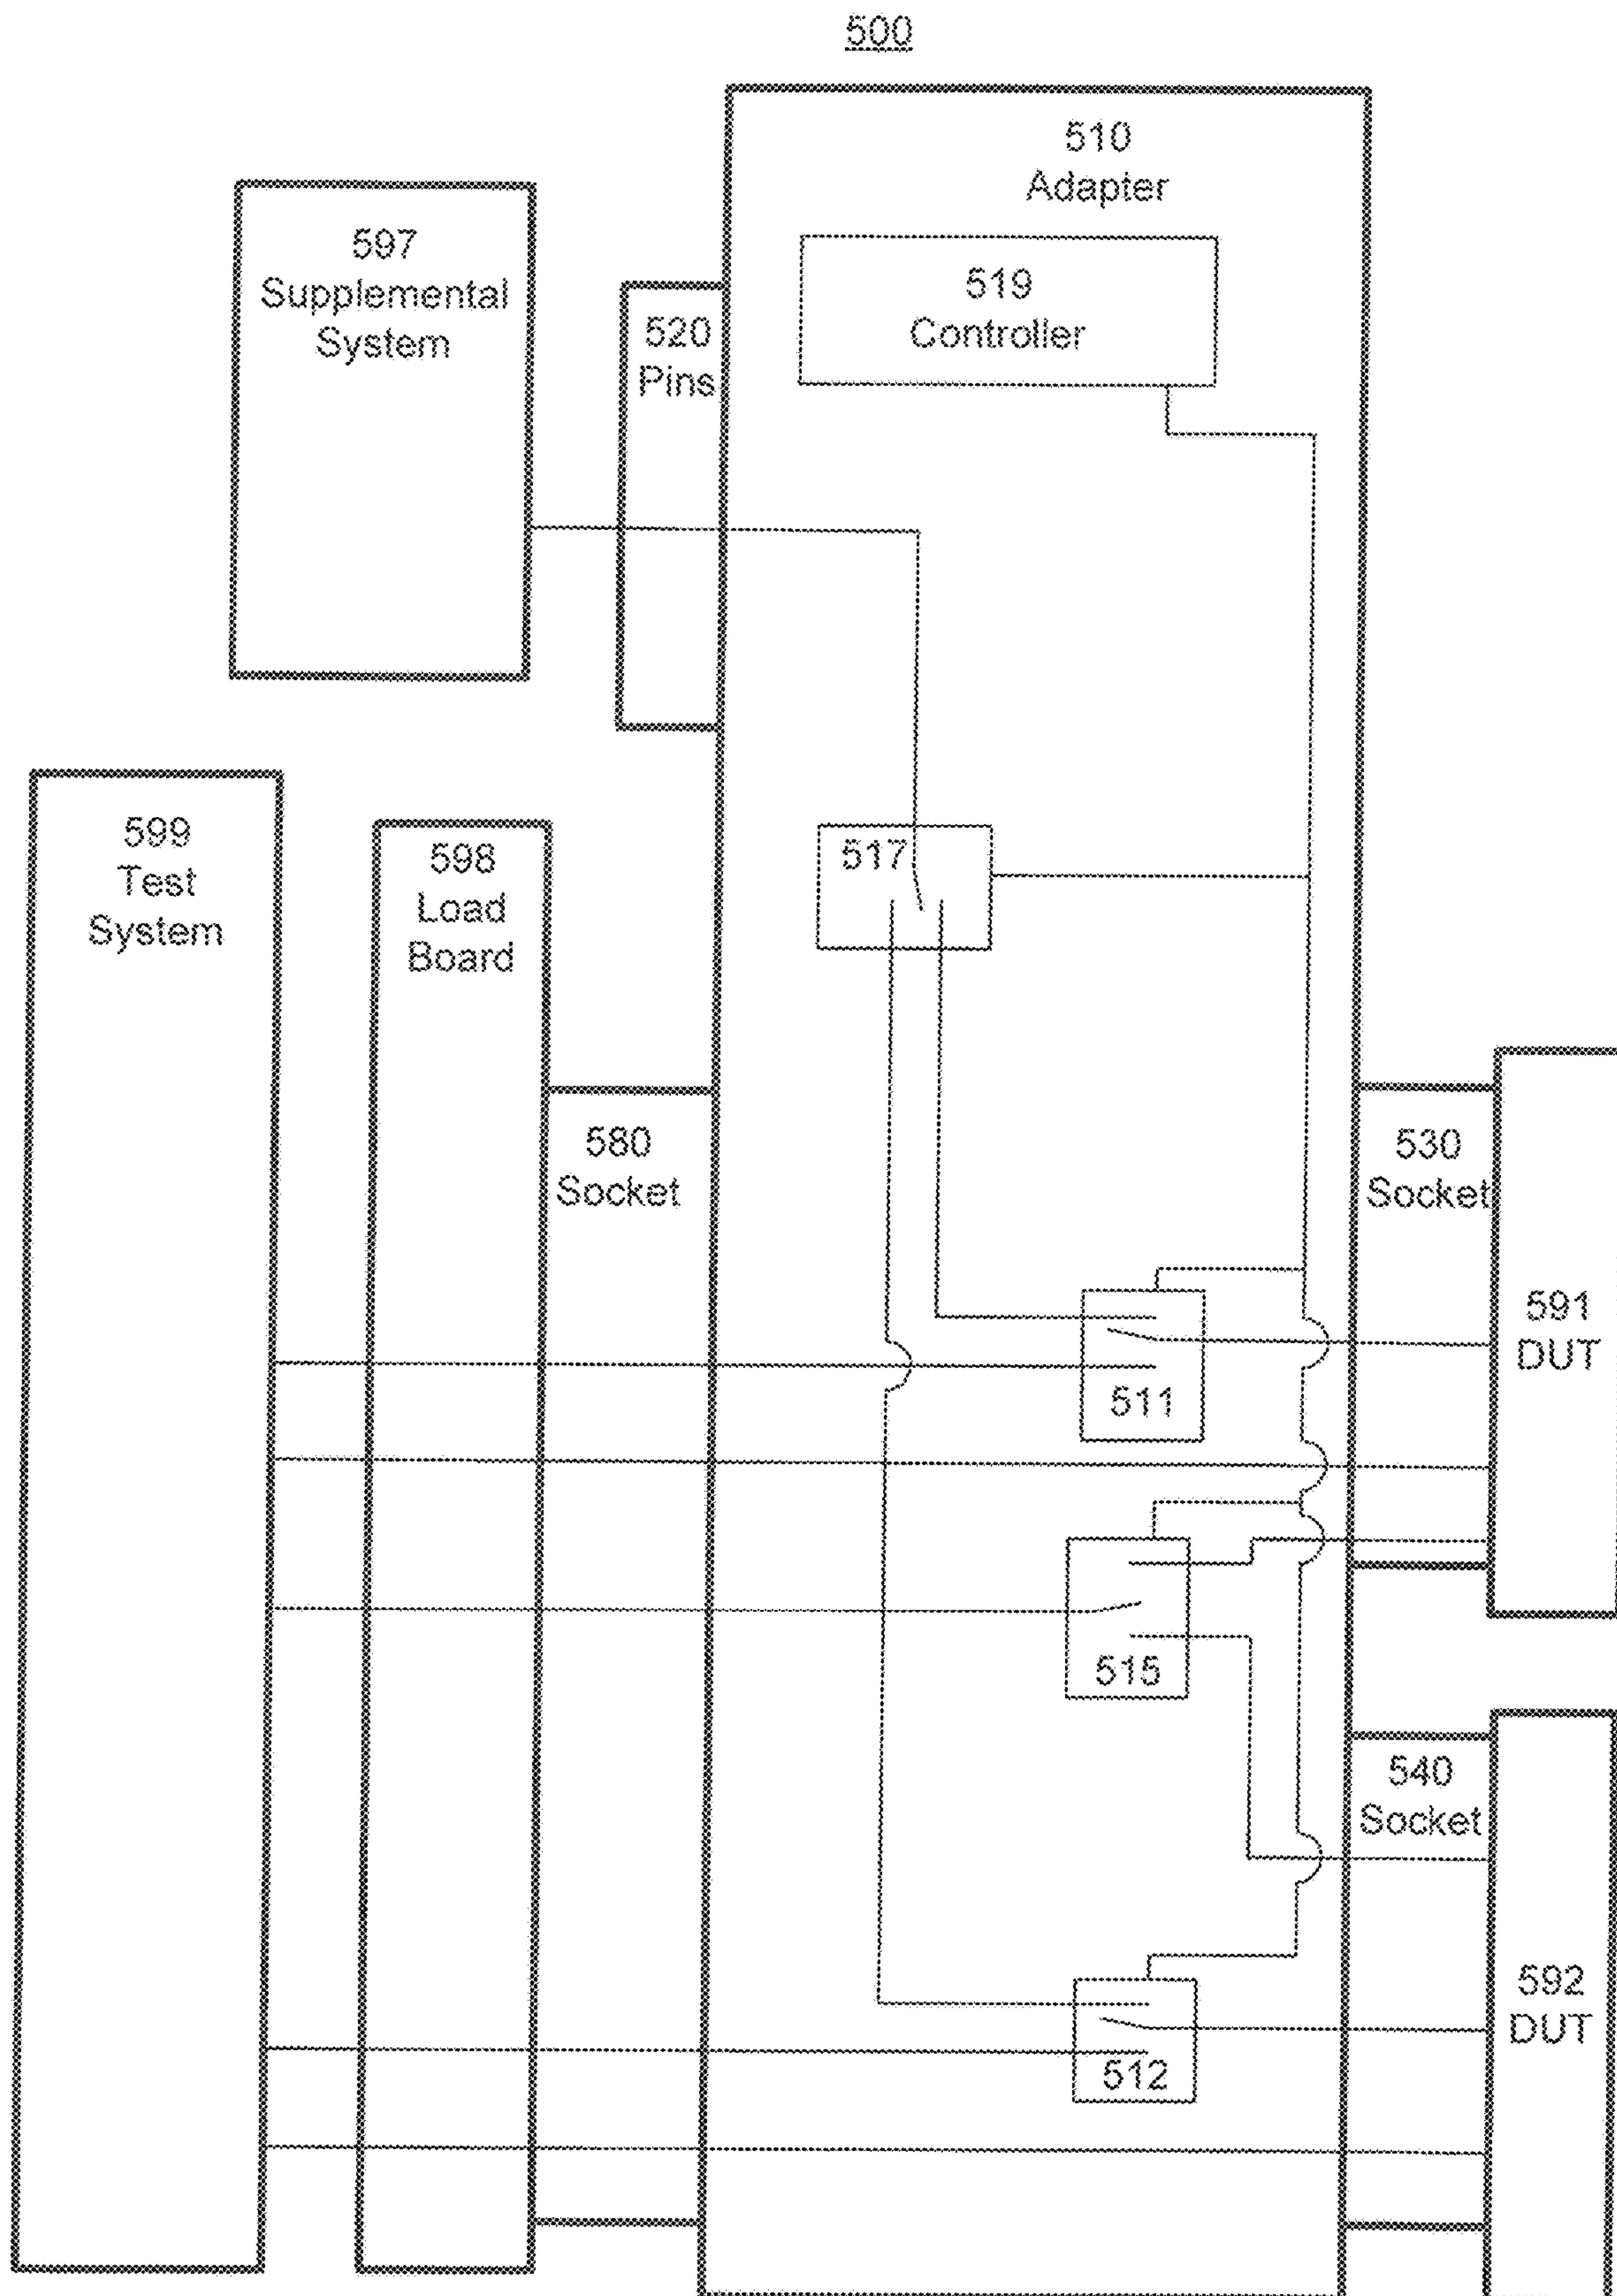 500
510
Adapter
597
Supplemental
System
519
Controller
520
Pins
599
Test
System
598
Load
Board
517
580
Socket
530
Socket
591
DUT
511
515
540
Socket
592
DUT
512